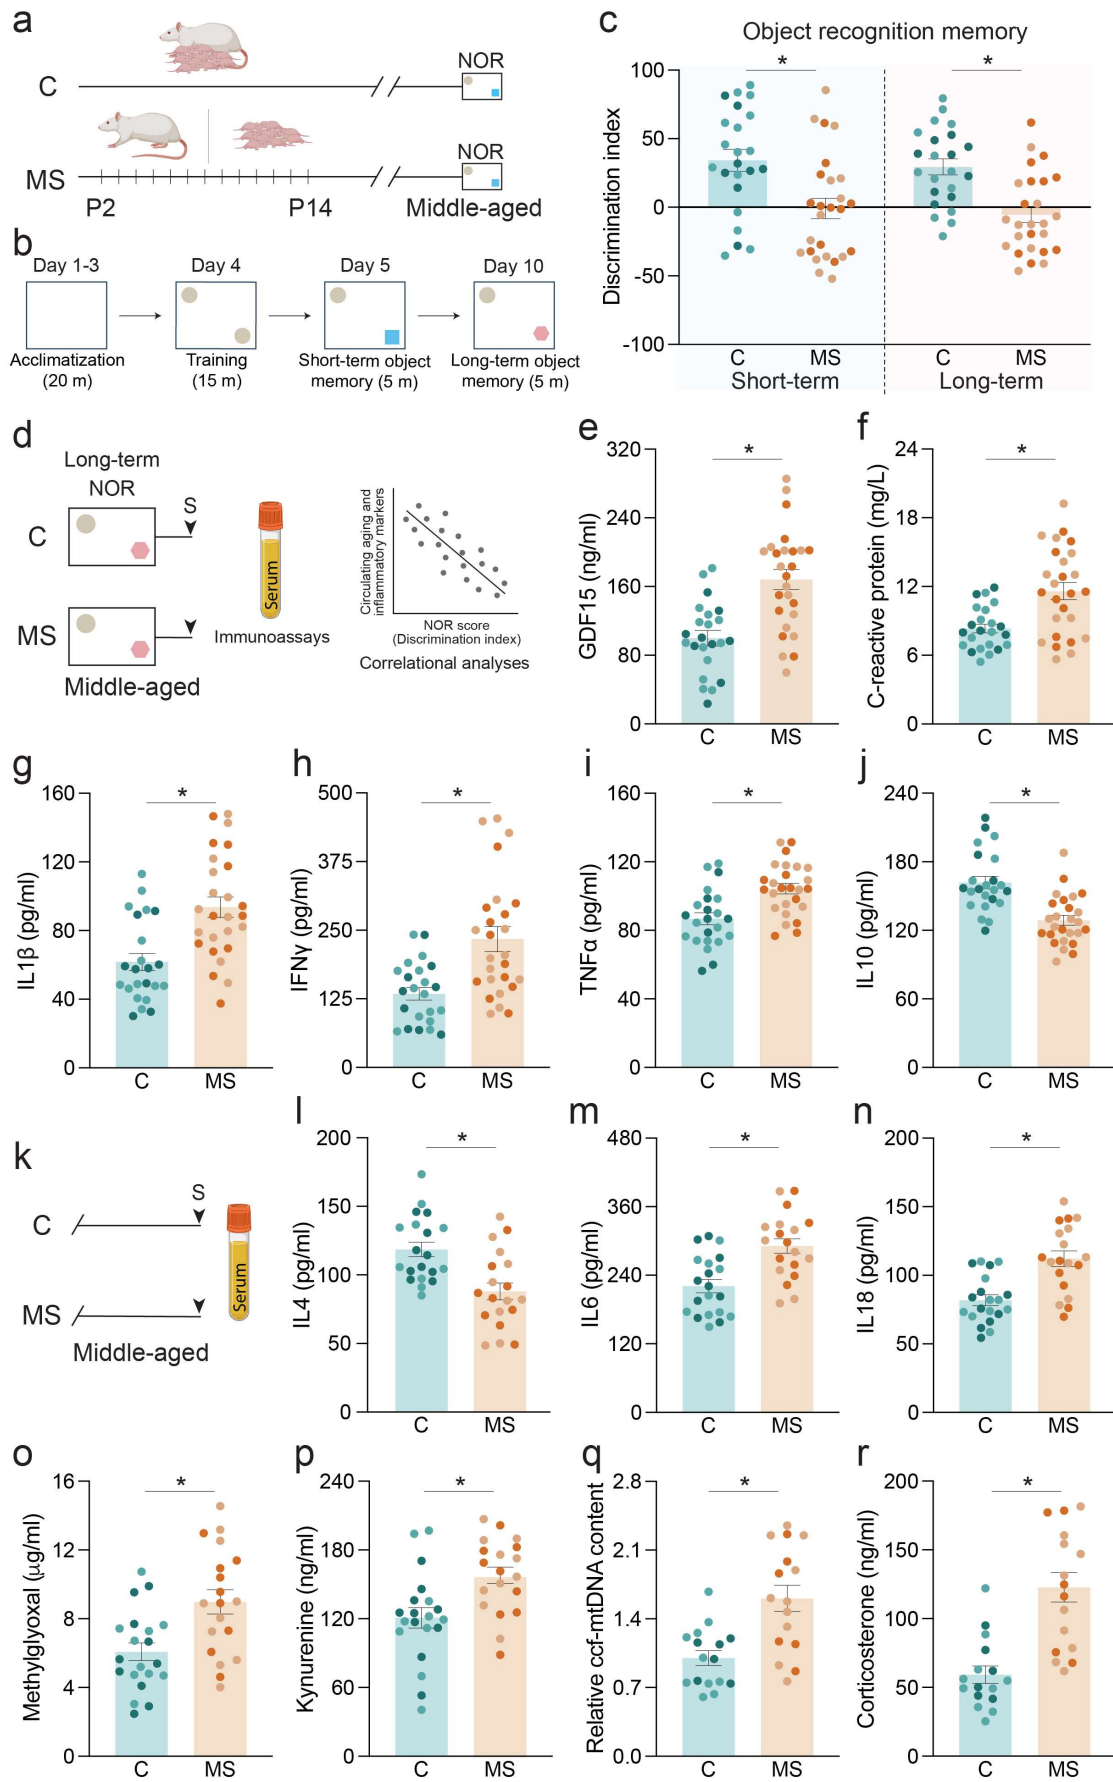 a
C
NOR
MS
NOR
P2
P14
Middle-aged
b
Day 1-3
Day 4
Day 5
Day 10
Acclimatization
(20 m)
Training
(15 m)
Short-term object
memory (5 m)
Long-term object
memory (5 m)
c
Object recognition memory
*
*
Discrimination index
100
50
0
-50
-100
C
MS
C
MS
Short-term
Long-term
d
Long-term
NOR
S
C
MS
Middle-aged
Serum
Immunoassays
Circulating aging and
inflammatory markers
NOR score
(Discrimination index)
Correlational analyses
e
GDF15 (ng/ml)
320
240
160
80
0
*
C
MS
f
C-reactive protein (mg/L)
24
18
12
6
0
*
C
MS
g
IL1β (pg/ml)
160
120
80
40
0
*
C
MS
h
IFNγ (pg/ml)
500
375
250
125
0
*
C
MS
i
TNFα (pg/ml)
160
120
80
40
0
*
C
MS
j
IL10 (pg/ml)
240
180
120
60
0
*
C
MS
k
C
S
MS
Serum
Middle-aged
l
IL4 (pg/ml)
200
150
100
50
0
*
C
MS
m
IL6 (pg/ml)
480
360
240
120
0
*
C
MS
n
IL18 (pg/ml)
200
150
100
50
0
*
C
MS
o
Methylglyoxal (μg/ml)
16
12
8
4
0
*
C
MS
p
Kynurenine (ng/ml)
240
180
120
60
0
*
C
MS
q
Relative ccf-mtDNA content
2.8
2.1
1.4
0.7
0.0
*
C
MS
r
Corticosterone (ng/ml)
200
150
100
50
0
*
C
MS